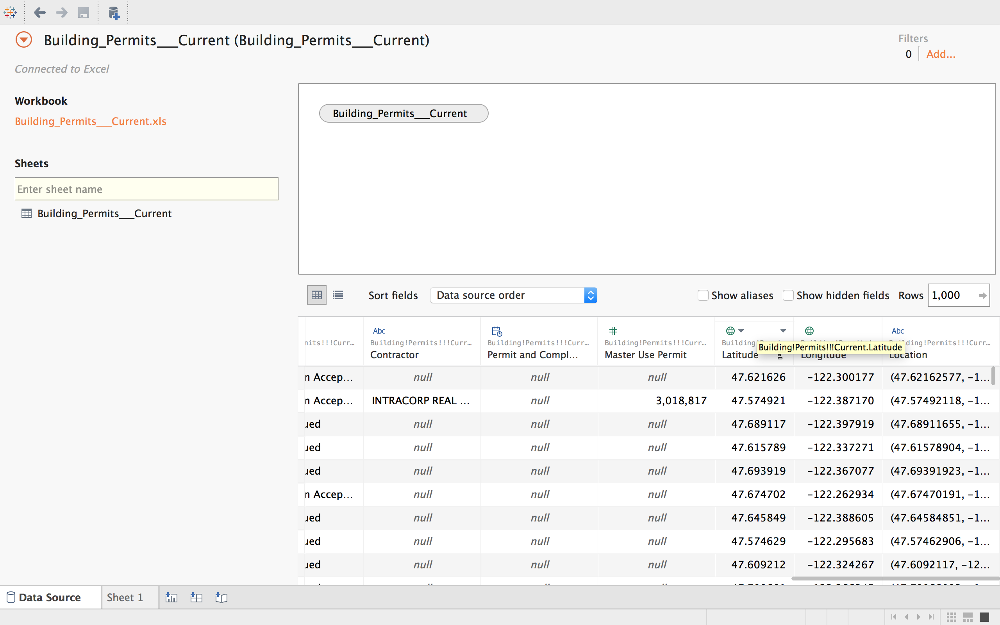 Building_Permits___Current (Building_Permits___Current)
Filters
0 Add...
Connected to Excel
Workbook
Building_Permits___Current.xls
Sheets
Enter sheet name
Building_Permits___Current
Building_Permits___Current
Sort fields Data source order Show aliases Show hidden fields Rows 1,000
Abc Abc
mits!!!Curr... Building!Permits!!!Curr... Building!Permits!!!Curr... Building!Permits!!!Curr... Building!Permits!!!Curr...
Building!Permits!!!Current.Latitude
Contractor Permit and Compl... Master Use Permit Latitude Longitude Location
n Accep... null null null 47.621626 -122.300177 (47.62162577, -1...
n Accep... INTRACORP REAL ... null 3,018,817 47.574921 -122.387170 (47.57492118, -1...
ued null null null 47.689117 -122.397919 (47.68911655, -1...
ued null null null 47.615789 -122.337271 (47.61578904, -1...
ued null null null 47.693919 -122.367077 (47.69391923, -1...
n Accep... null null null 47.674702 -122.262934 (47.67470191, -1...
ued null null null 47.645849 -122.388605 (47.64584851, -1...
ued null null null 47.574629 -122.295683 (47.57462906, -1...
ued null null null 47.609212 -122.324267 (47.6092117, -12...
Data Source Sheet 1